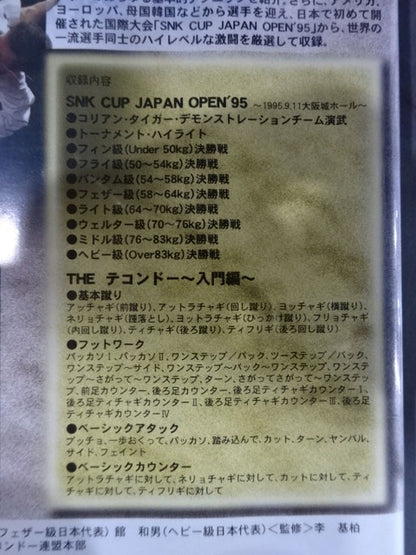 ヨーロッパ、母国韓国などから選手を迎え、日本で初めて開
催された国際大会「SNK CUP JAPAN OPEN'95」から、世界の
一流選手同士のハイレベルな激闘を厳選して収録。
収録内容
SNK CUP JAPAN OPEN'95 〜1995.9.11大阪城ホール〜
●コリアン・タイガー・デモンストレーションチーム演武
●トーナメント・ハイライト
●フィン級(Under 50kg)決勝戦
●フライ級(50〜54kg)決勝戦
●バンタム級(54〜58kg)決勝戦
●フェザー級(58〜64kg)決勝戦
●ライト級(64〜70kg)決勝戦
●ウェルター級(70〜76kg)決勝戦
●ミドル級(76〜83kg)決勝戦
●ヘビー級(Over83kg)決勝戦
THE テコンドー〜入門編〜
●基本蹴り
アッチャギ(前蹴り)、アットラチャギ(回し蹴り)、ヨッチャギ(横蹴り)、
ネリョチャギ(踵落とし)、ヨットラチャギ(ひっかけ蹴り)、フリョチャギ
(内回し蹴り)、ティチャギ(後ろ蹴り)、ティフリギ(後ろ回し蹴り)
●フットワーク
バッカソⅠ、バッカソⅡ、ワンステップ/バック、ツーステップ/バック、
ワンステップ〜サイド、ワンステップ〜バック〜ワンステップ、ワンス
テップ〜さがって〜ワンステップ、ターン、さがってさがって〜ワンステッ
プ、前足カウンター、後ろ足カウンター、後ろ足ティチャギカウンターⅠ、
後ろ足ティチャギカウンターⅡ、後ろ足ティチャギカウンターⅢ、後ろ足
ティチャギカウンターⅣ
●ベーシックアタック
プッチョ、一歩おくって、バッカソ、踏み込んで、カット、ターン、ヤンバル、
サイド、フェイント
●ベーシックカウンター
アットラチャギに対して、ネリョチャギに対して、カットに対して、ティ
チャギに対して、ティフリギに対して
フェザー級日本代表) 館 和男(ヘビー級日本代表)＜監修＞李 基柏
ンドー連盟本部